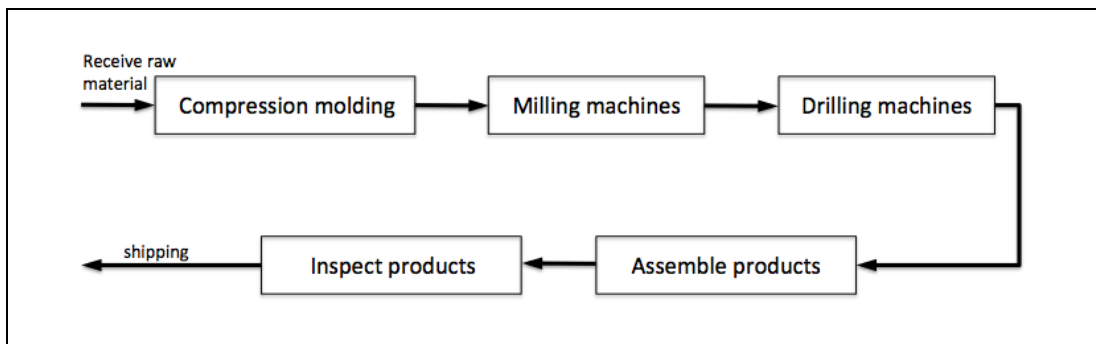 Receive raw
material
Compression molding
Milling machines
Drilling machines
shipping
Inspect products
Assemble products